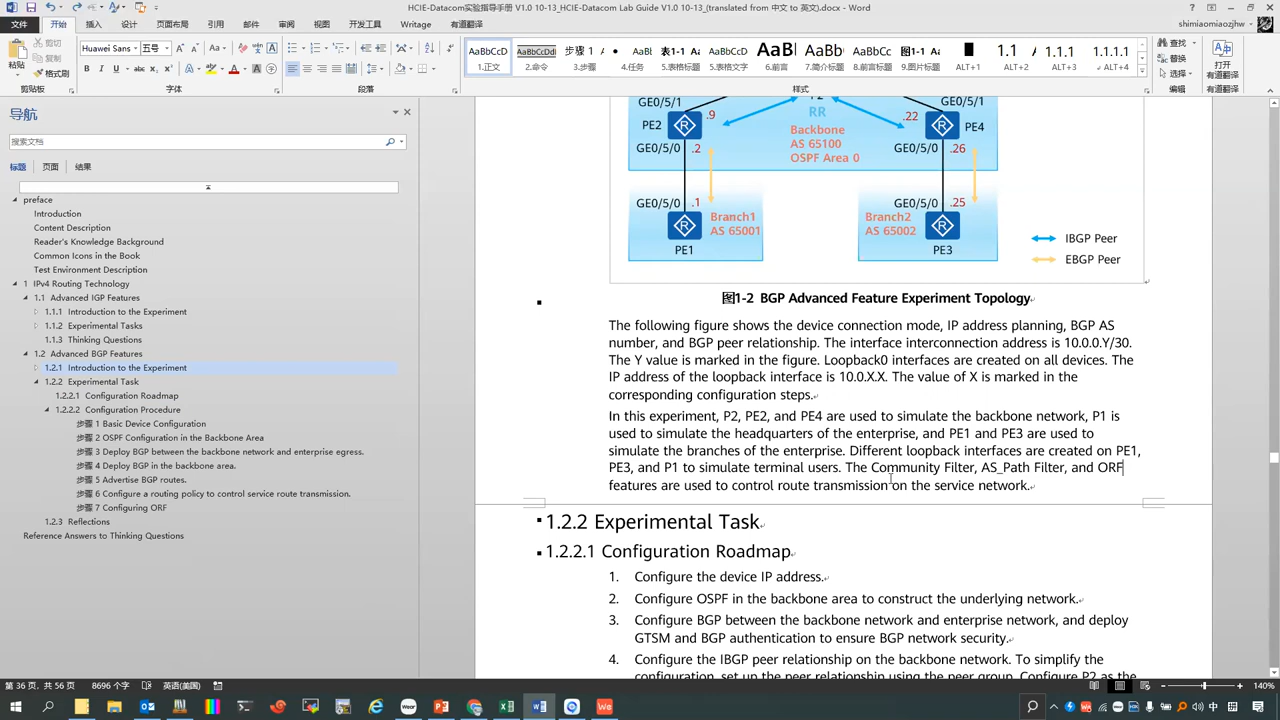 HCIE-Datacom实验指导手册 V1.0 10-13_HCIE-Datacom Lab Guide V1.0 10-13_(translated from 中文 to 英文).docx - Word
文件 开始 插入 设计 页面布局 引用 邮件 审阅 视图 开发工具 Writage 有道翻译
shimiaomiaozjhw
粘贴
剪切
复制
格式刷
剪贴板
Huawei Sans 五号
字体
段落
AaBbCcD AaBbCcDd 步骤 1 表1-1 AaBbCcD AaBbCcD AaBbCc 1.1 1.1.1 1.1.1.1
1.正文 2.命令 3.步骤 4.任务 5.表格标题 5.表格文字 6.前言 7.简介标题 8.前言标题 9.图片标题 ALT+1 ALT+2 ALT+3 ALT+4
样式
查找
替换
选择
编辑
打开
有道翻译
有道翻译
导航
搜索文档
标题 页面 结果
preface
Introduction
Content Description
Reader's Knowledge Background
Common Icons in the Book
Test Environment Description
1 IPv4 Routing Technology
1.1 Advanced IGP Features
1.1.1 Introduction to the Experiment
1.1.2 Experimental Tasks
1.1.3 Thinking Questions
1.2 Advanced BGP Features
1.2.1 Introduction to the Experiment
1.2.2 Experimental Task
1.2.2.1 Configuration Roadmap
1.2.2.2 Configuration Procedure
步骤 1 Basic Device Configuration
步骤 2 OSPF Configuration in the Backbone Area
步骤 3 Deploy BGP between the backbone network and enterprise egress.
步骤 4 Deploy BGP in the backbone area.
步骤 5 Advertise BGP routes.
步骤 6 Configure a routing policy to control service network route transmission.
步骤 7 Configuring ORF
1.2.3 Reflections
Reference Answers to Thinking Questions
GE0/5/1 GE0/5/1
RR
PE2 .9 .22 PE4
Backbone
AS 65100
OSPF Area 0
GE0/5/0 .2 GE0/5/0 .26
GE0/5/0 .1 GE0/5/0 .25
Branch1
AS 65001
Branch2
AS 65002
PE1 PE3
IBGP Peer
EBGP Peer
图1-2 BGP Advanced Feature Experiment Topology
The following figure shows the device connection mode, IP address planning, BGP AS
number, and BGP peer relationship. The interface interconnection address is 10.0.0.Y/30.
The Y value is marked in the figure. Loopback0 interfaces are created on all devices. The
IP address of the loopback interface is 10.0.X.X. The value of X is marked in the
corresponding configuration steps.
In this experiment, P2, PE2, and PE4 are used to simulate the backbone network, P1 is
used to simulate the headquarters of the enterprise, and PE1 and PE3 are used to
simulate the branches of the enterprise. Different loopback interfaces are created on PE1,
PE3, and P1 to simulate terminal users. The Community Filter, AS_Path Filter, and ORF
features are used to control route transmission on the service network.
1.2.2 Experimental Task
1.2.2.1 Configuration Roadmap
1. Configure the device IP address.
2. Configure OSPF in the backbone area to construct the underlying network.
3. Configure BGP between the backbone network and enterprise network, and deploy
GTSM and BGP authentication to ensure BGP network security.
4. Configure the IBGP peer relationship on the backbone network. To simplify the
configuration, set up the peer relationship using the peer group. Configure P2 as the
第 36 页，共 56 页 8696 个字 英语(美国)
140%